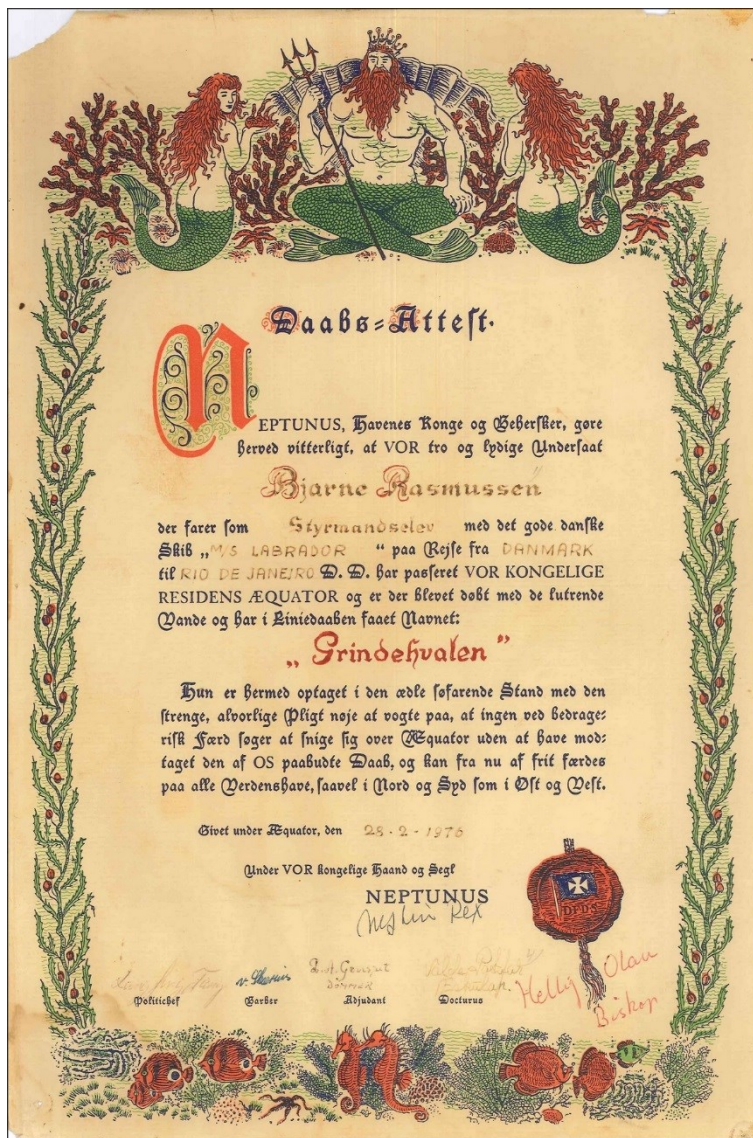 Daabs-Attest.
NEPTUNUS, Havenes Konge og Behersker, gøre
herved vitterligt, at VOR tro og lydige Undersaat
Bjarne Rasmussen
der farer som Styrmandselev med det gode danske
Skib „M/S LABRADOR “ paa Rejse fra DANMARK
til RIO DE JANEIRO D. D. har passeret VOR KONGELIGE
RESIDENS ÆQUATOR og er der blevet døbt med de lutrende
Vande og har i Liniedaaben faaet Navnet:
„Grindehvalen”
Hun er hermed optaget i den ædle søfarende Stand med den
strenge, alvorlige Pligt nøje at vogte paa, at ingen ved bedrage-
risk Færd søger at snige sig over Æquator uden at have mod-
taget den af OS paabudte Daab, og kan fra nu af frit færdes
paa alle Verdenshave, saavel i Nord og Syd som i Øst og Vest.
Givet under Æquator, den 28-2-1976
Under VOR kongelige Haand og Segl
NEPTUNUS
Rex
DFDS
Politichef Barber Adjudant Docturus
Hellig Olav
Biskop